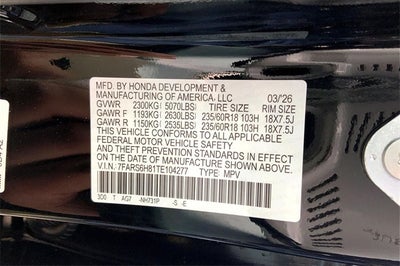 MFD. BY HONDA DEVELOPMENT &
MANUFACTURING OF AMERICA, LLC 03/'26
GVWR 2300KG( 5070LBS) TIRE SIZE RIM SIZE
GAWR F 1193KG( 2630LBS) 235/60R18 103H 18X7.5J
GAWR R 1150KG( 2535LBS) 235/60R18 103H 18X7.5J
THIS VEHICLE CONFORMS TO ALL APPLICABLE
FEDERAL MOTOR VEHICLE SAFETY
AND THEFT PREVENTION STANDARDS IN EFFECT
ON THE DATE OF MANUFACTURE SHOWN ABOVE.
V.I.N.: 7FARS6H81TE104277 TYPE: MPV
300 T AG7 -NH731P -S -E